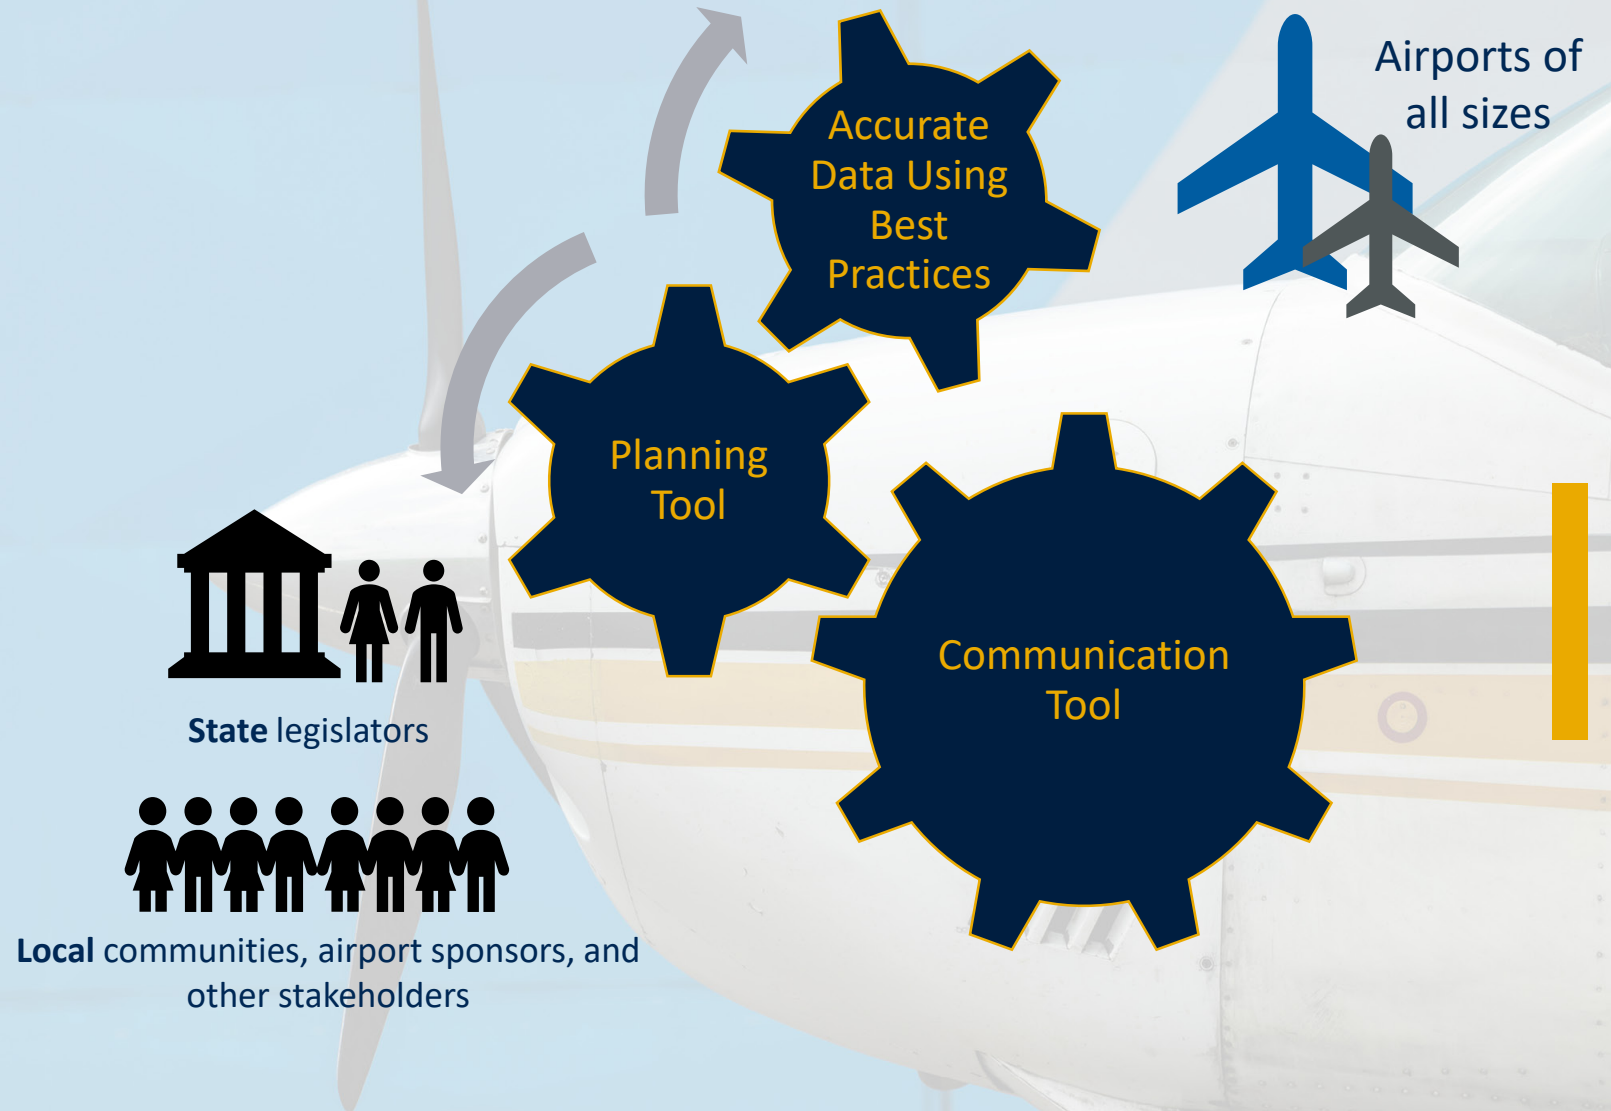 Airports of
all sizes
Accurate
Data Using
Best
Practices
Planning
Tool
Communication
Tool
State legislators
Local communities, airport sponsors, and
other stakeholders